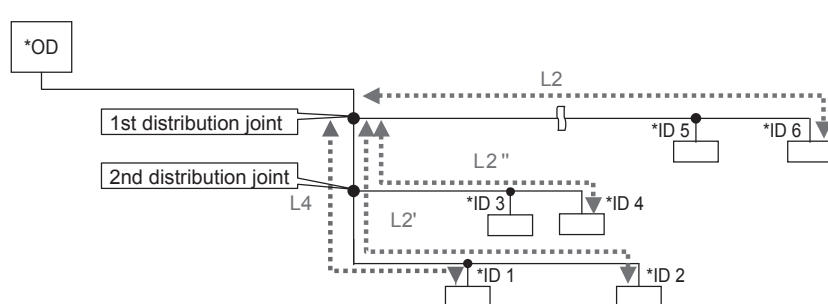 *OD
L2
1st distribution joint
*ID 5
*ID 6
L2"
2nd distribution joint
L4
*ID 3
*ID 4
L2'
*ID 1
*ID 2